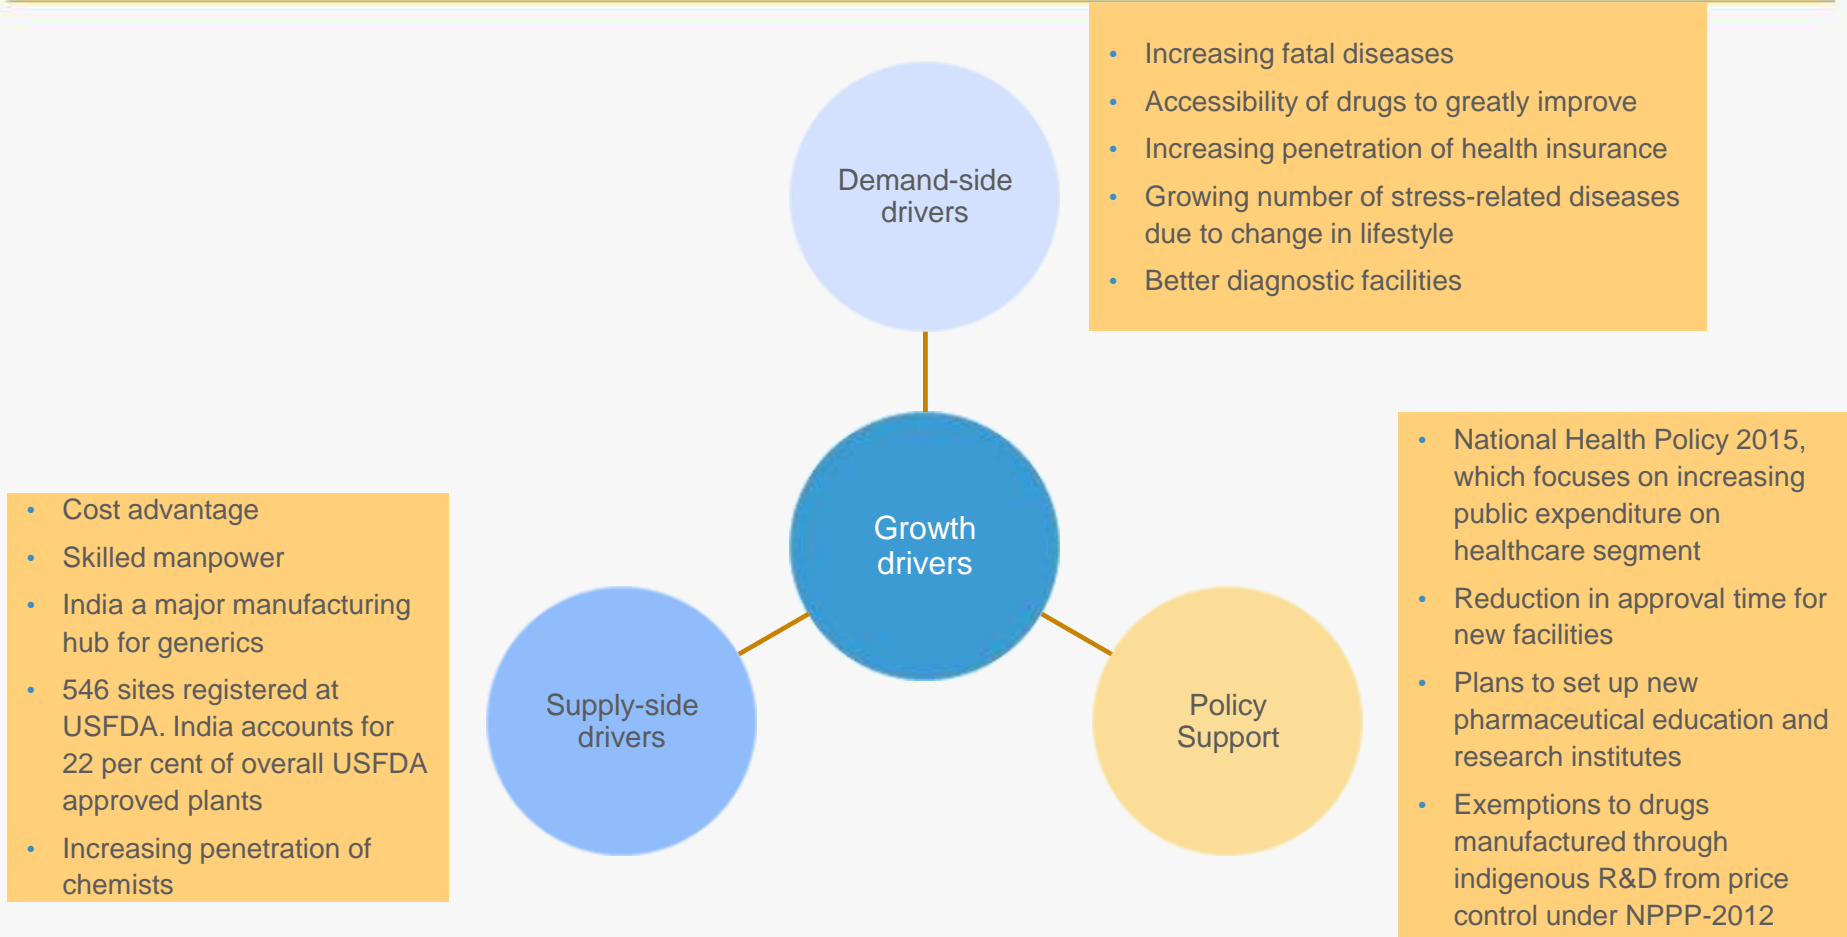 • Increasing fatal diseases
• Accessibility of drugs to greatly improve
• Increasing penetration of health insurance
• Growing number of stress-related diseases
due to change in lifestyle
• Better diagnostic facilities
Demand-side
drivers
Growth
drivers
• Cost advantage
• Skilled manpower
• India a major manufacturing
hub for generics
• 546 sites registered at
USFDA. India accounts for
22 per cent of overall USFDA
approved plants
• Increasing penetration of
chemists
Supply-side
drivers
Policy
Support
• National Health Policy 2015,
which focuses on increasing
public expenditure on
healthcare segment
• Reduction in approval time for
new facilities
• Plans to set up new
pharmaceutical education and
research institutes
• Exemptions to drugs
manufactured through
indigenous R&D from price
control under NPPP-2012